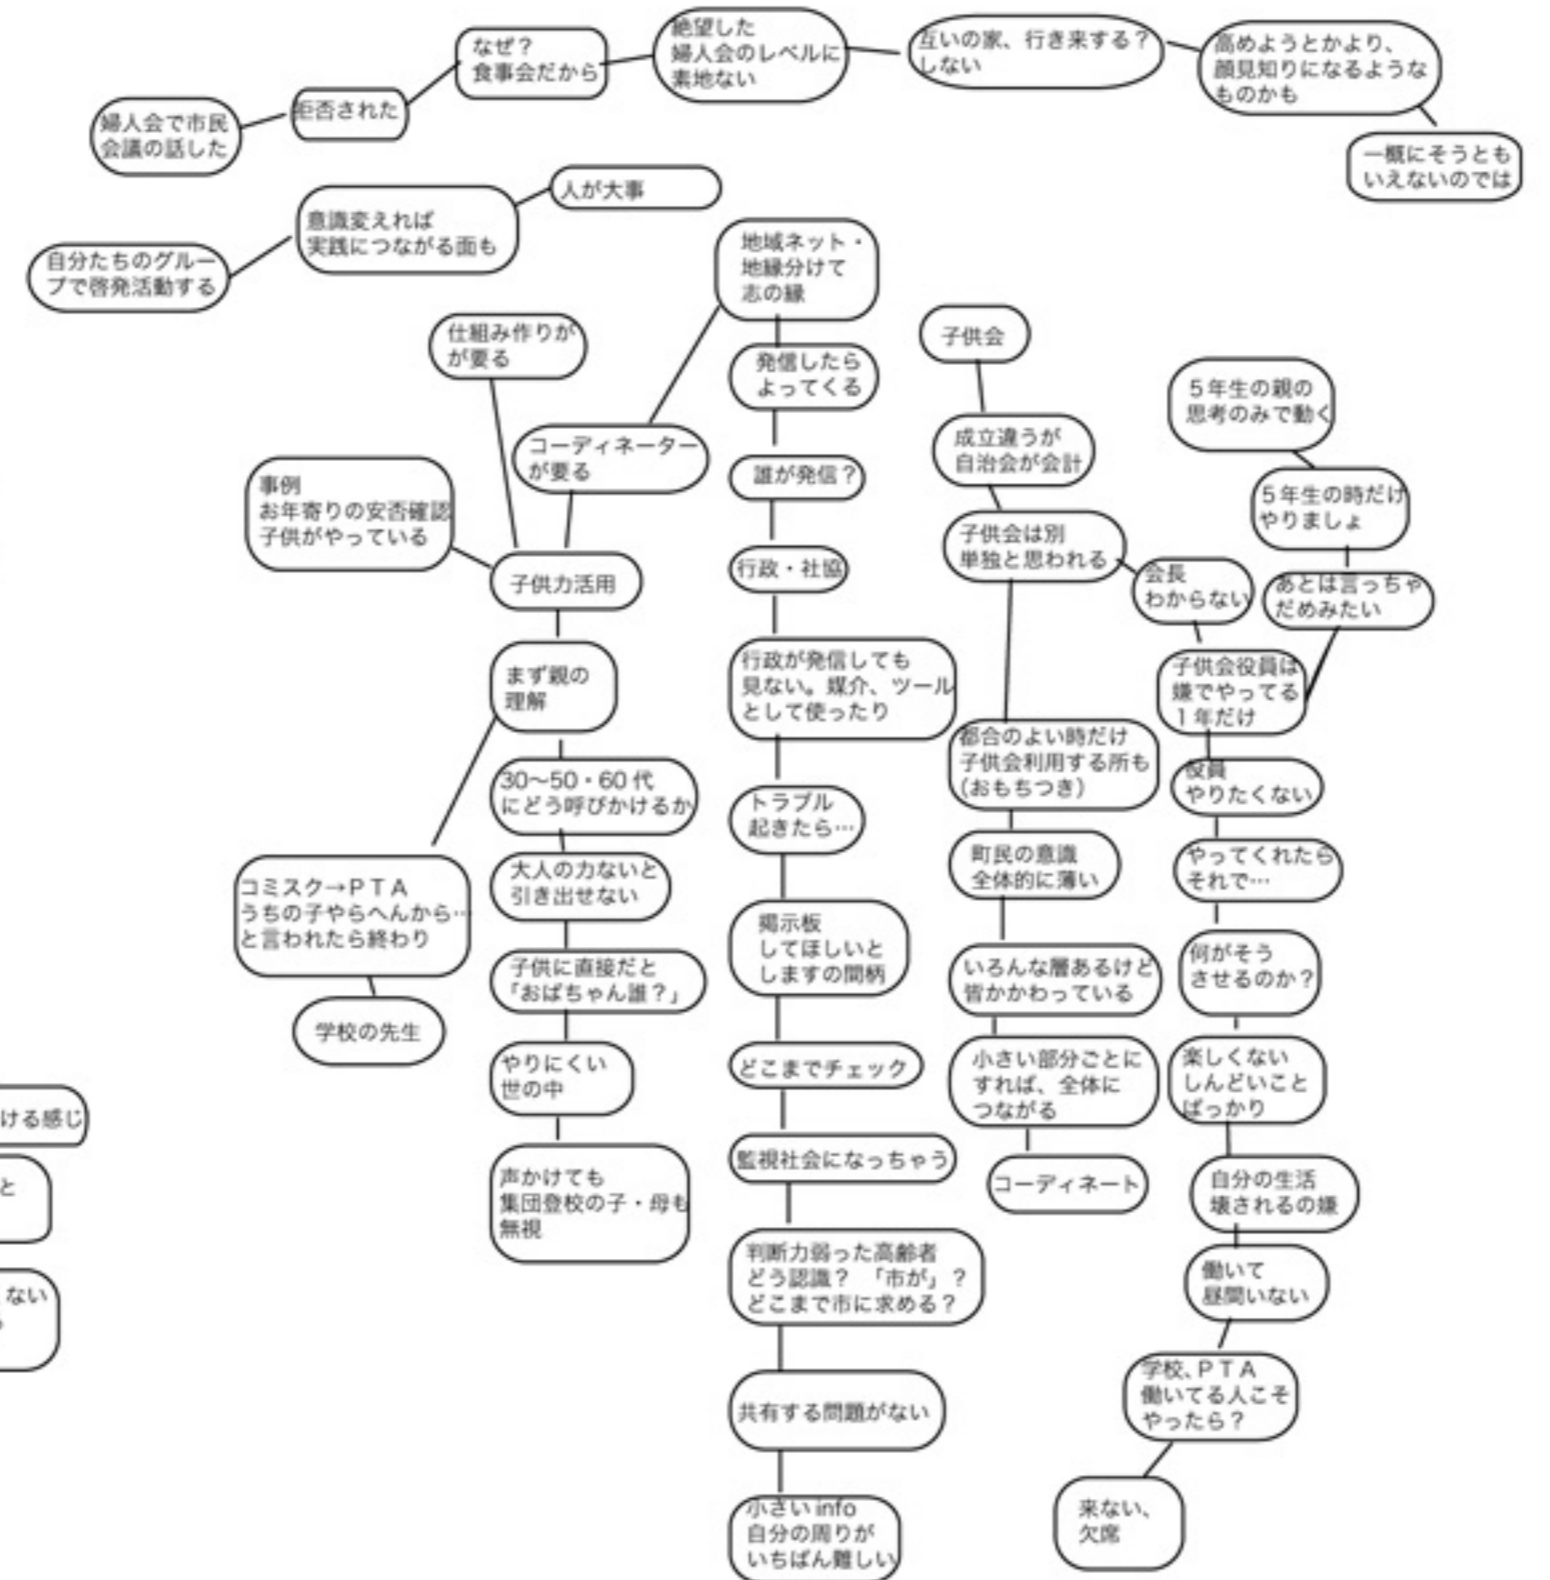 婦人会で市民
会議の話した
拒否された
なぜ？
食事会だから
絶望した
婦人会のレベルに
素地ない
互いの家、行き来する？
しない
高めようとかより、
顔見知りになるような
ものかも
一概にそうとも
いえないのでは
自分たちのグルー
プで啓発活動する
意識変えれば
実践につながる面も
人が大事
地域ネット・
地縁分けて
志の縁
仕組み作りが
が要る
コーディネーター
が要る
事例
お年寄りの安否確認
子供がやっている
子供力活用
まず親の
理解
コミスク→ＰＴＡ
うちの子やらへんから…
と言われたら終わり
学校の先生
30〜50・60 代
にどう呼びかけるか
大人の力ないと
引き出せない
子供に直接だと
「おばちゃん誰？」
やりにくい
世の中
声かけても
集団登校の子・母も
無視
発信したら
よってくる
誰が発信？
行政・社協
行政が発信しても
見ない。媒介、ツール
として使ったり
トラブル
起きたら…
掲示板
してほしいと
しますの間柄
どこまでチェック
監視社会になっちゃう
判断力弱った高齢者
どう認識？　「市が」？
どこまで市に求める？
共有する問題がない
小さい info
自分の周りが
いちばん難しい
子供会
成立違うが
自治会が会計
子供会は別
単独と思われる
都合のよい時だけ
子供会利用する所も
（おもちつき）
町民の意識
全体的に薄い
いろんな層あるけど
皆かかわっている
小さい部分ごとに
すれば、全体に
つながる
コーディネート
会長
わからない
子供会役員は
嫌でやってる
１年だけ
５年生の親の
思考のみで動く
５年生の時だけ
やりましょ
あとは言っちゃ
だめみたい
役員
やりたくない
やってくれたら
それで…
何がそう
させるのか？
楽しくない
しんどいこと
ばっかり
自分の生活
壊されるの嫌
働いて
昼間いない
学校、ＰＴＡ
働いてる人こそ
やったら？
来ない、
欠席
ける感じ
と
ない